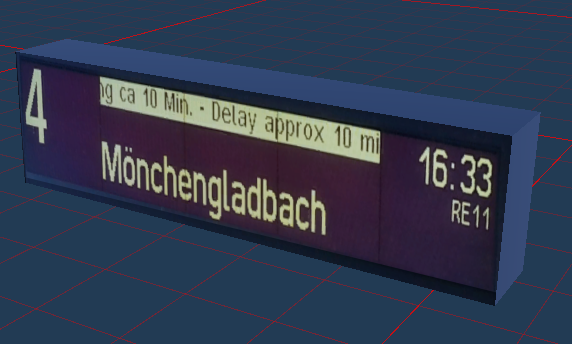 4
ng ca 10 Min. - Delay approx 10 mi
Mönchengladbach
16:33
RE11